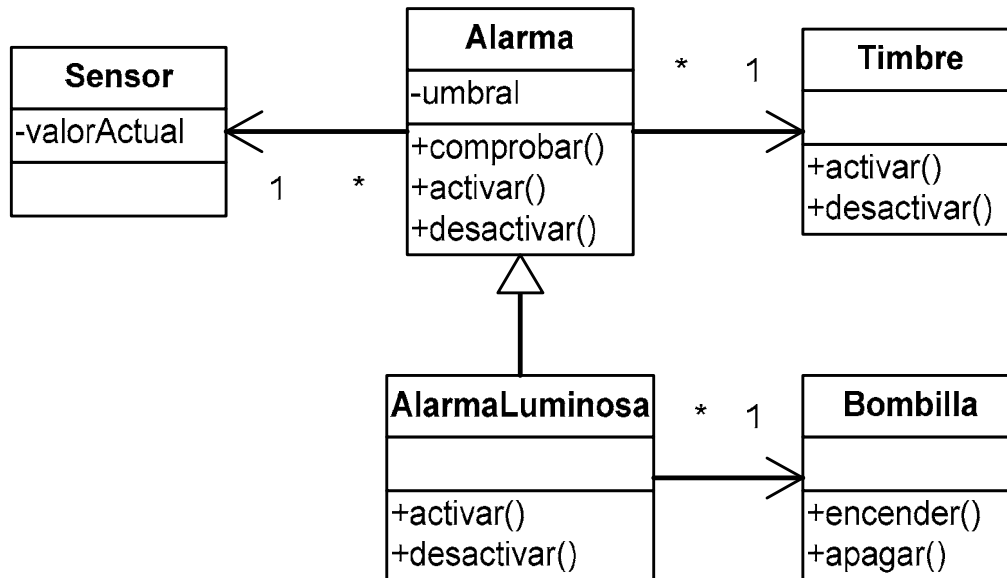 Sensor
-valorActual
1 *
Alarma
-umbral
+comprobar()
+activar()
+desactivar()
* 1
Timbre
+activar()
+desactivar()
AlarmaLuminosa
+activar()
+desactivar()
* 1
Bombilla
+encender()
+apagar()